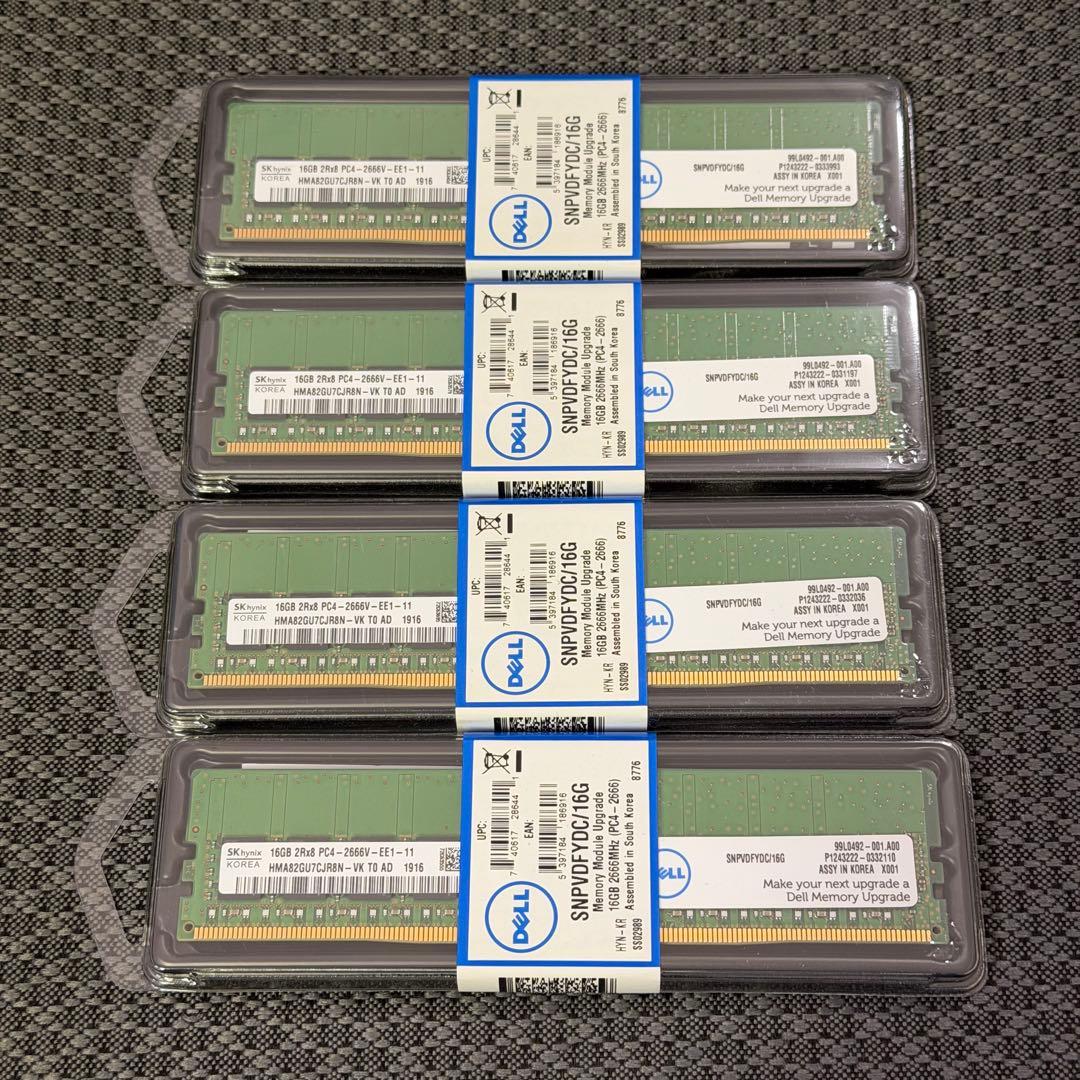 SK hynix
KOREA
16GB 2Rx8 PC4-2666V-EE1-11
HMA82GU7CJR8N-VK T0 AD 1916
UPC:
7 40617 28644 1
EAN:
5 397184 186916
DELL
SNPVDFYDC/16G
Memory Module Upgrade
16GB 2666MHz (PC4-2666)
Assembled in South Korea
HYN-KR
SS02989
8776
ELL
SNPVDFYDC/16G
99L0492-001.A00
P1243222-0333993
ASSY IN KOREA X001
Make your next upgrade a
Dell Memory Upgrade
SK hynix
KOREA
16GB 2Rx8 PC4-2666V-EE1-11
HMA82GU7CJR8N-VK T0 AD 1916
UPC:
7 40617 28644 1
EAN:
5 397184 186916
DELL
SNPVDFYDC/16G
Memory Module Upgrade
16GB 2666MHz (PC4-2666)
Assembled in South Korea
HYN-KR
SS02989
8776
ELL
SNPVDFYDC/16G
99L0492-001.A00
P1243222-0331197
ASSY IN KOREA X001
Make your next upgrade a
Dell Memory Upgrade
SK hynix
KOREA
16GB 2Rx8 PC4-2666V-EE1-11
HMA82GU7CJR8N-VK T0 AD 1916
UPC:
7 40617 28644 1
EAN:
5 397184 186916
DELL
SNPVDFYDC/16G
Memory Module Upgrade
16GB 2666MHz (PC4-2666)
Assembled in South Korea
HYN-KR
SS02989
8776
ELL
SNPVDFYDC/16G
99L0492-001.A00
P1243222-0332036
ASSY IN KOREA X001
Make your next upgrade a
Dell Memory Upgrade
SK hynix
KOREA
16GB 2Rx8 PC4-2666V-EE1-11
HMA82GU7CJR8N-VK T0 AD 1916
UPC:
7 40617 28644 1
EAN:
5 397184 186916
DELL
SNPVDFYDC/16G
Memory Module Upgrade
16GB 2666MHz (PC4-2666)
Assembled in South Korea
HYN-KR
SS02989
8776
ELL
SNPVDFYDC/16G
99L0492-001.A00
P1243222-0332110
ASSY IN KOREA X001
Make your next upgrade a
Dell Memory Upgrade